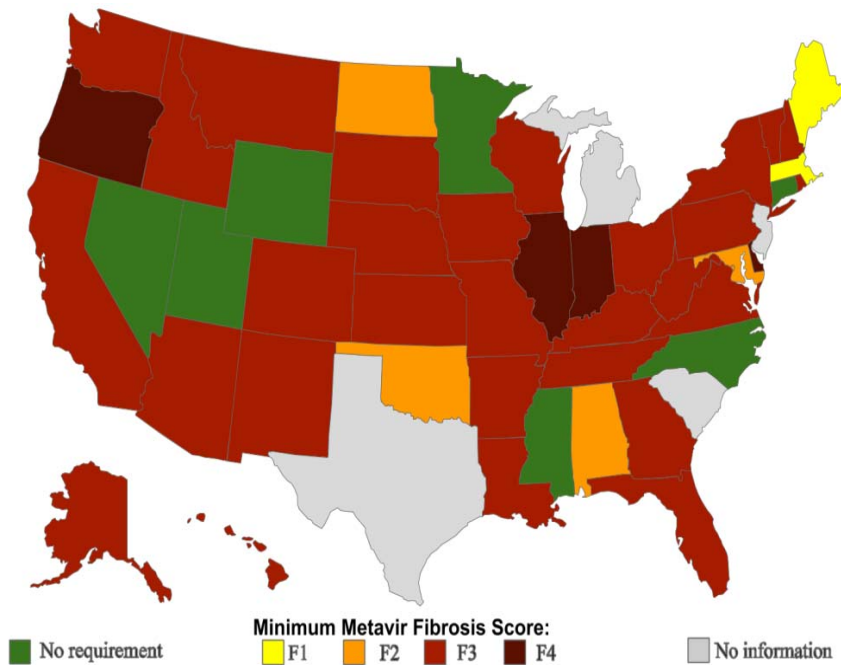 Minimum Metavir Fibrosis Score:
No requirement F1 F2 F3 F4 No information